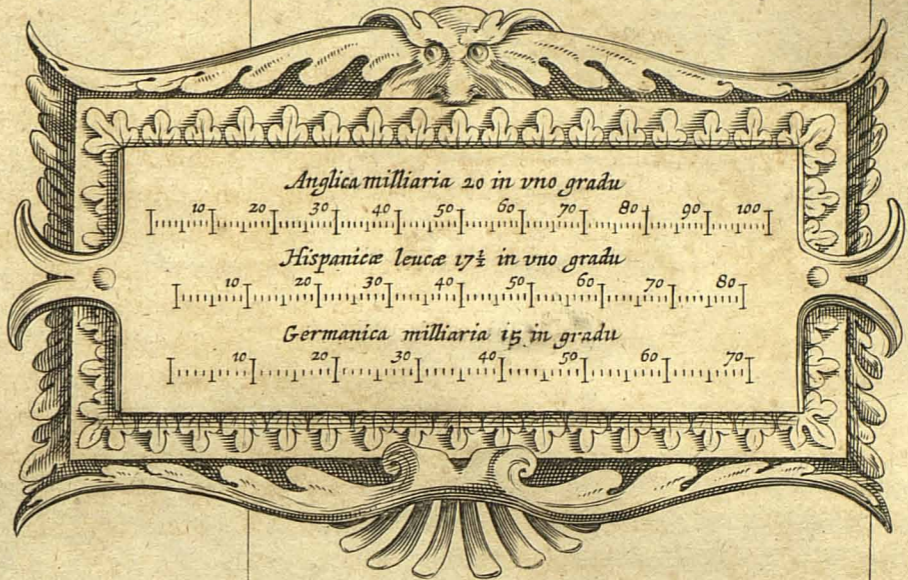 Anglica milliaria 20 in vno gradu
10 20 30 40 50 60 70 80 90 100
Hispanicæ leucæ 17½ in vno gradu
10 20 30 40 50 60 70 80
Germanica milliaria 15 in gradu
10 20 30 40 50 60 70